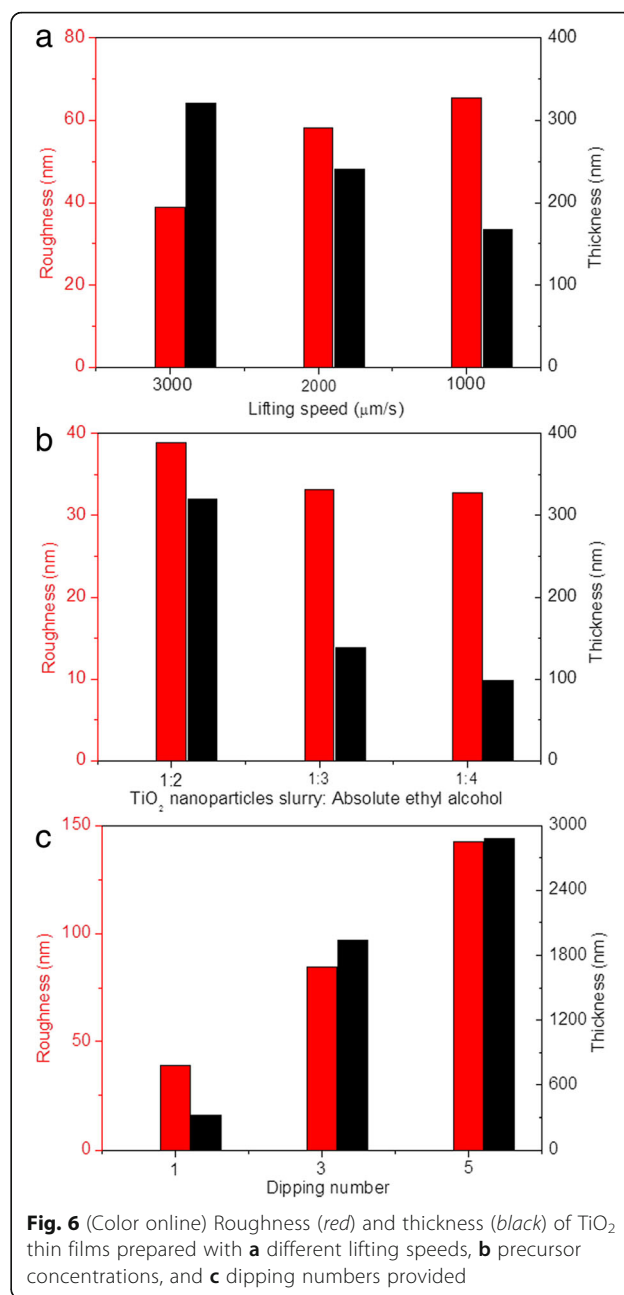 a
80
60
40
20
0
Roughness (nm)
400
300
200
100
0
Thickness (nm)
3000 2000 1000
Lifting speed (μm/s)
b
40
30
20
10
0
Roughness (nm)
400
300
200
100
0
Thickness (nm)
1:2 1:3 1:4
TiO₂ nanoparticles slurry: Absolute ethyl alcohol
c
150
100
50
0
Roughness (nm)
3000
2400
1800
1200
600
0
Thickness (nm)
1 3 5
Dipping number
Fig. 6 (Color online) Roughness (red) and thickness (black) of TiO₂
thin films prepared with a different lifting speeds, b precursor
concentrations, and c dipping numbers provided